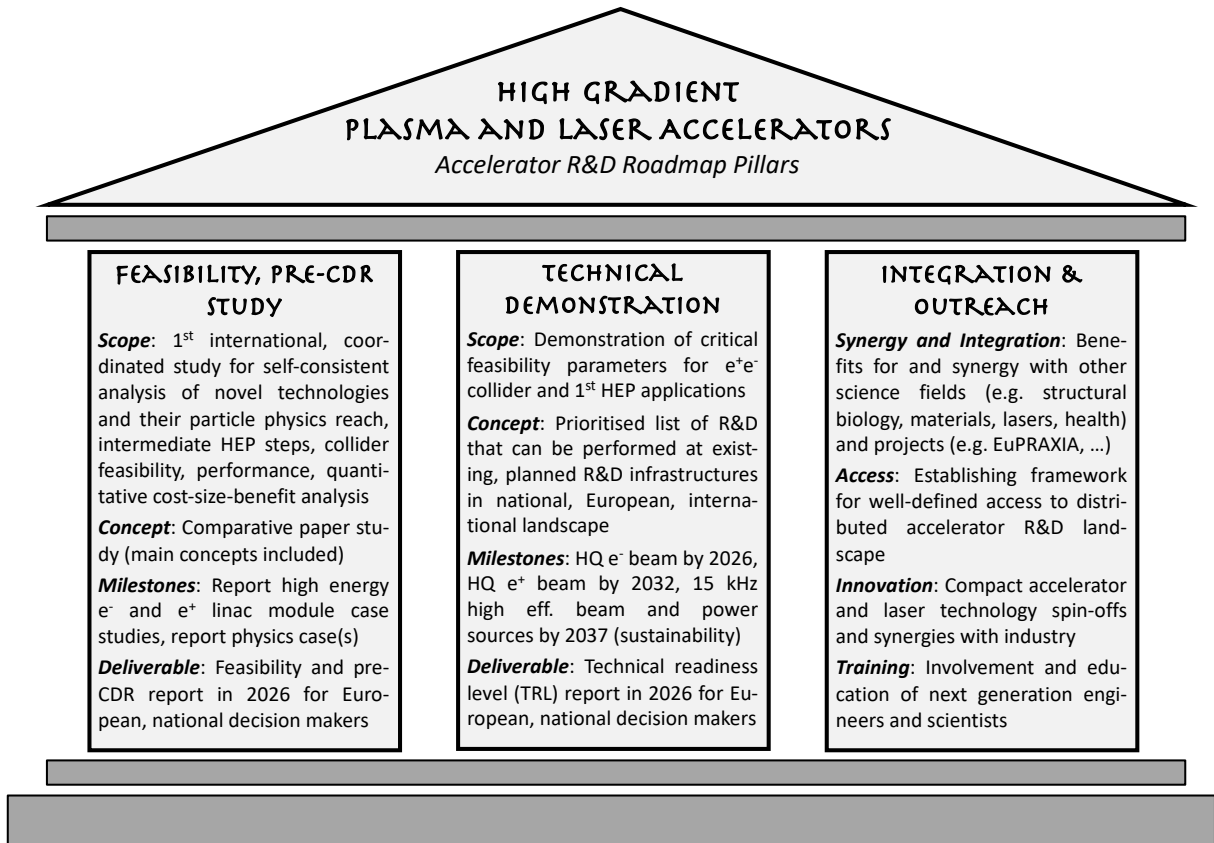 HIGH GRADIENT
PLASMA AND LASER ACCELERATORS
Accelerator R&D Roadmap Pillars
FEASIBILITY, PRE-CDR
STUDY
Scope: 1st international, coor-
dinated study for self-consistent
analysis of novel technologies
and their particle physics reach,
intermediate HEP steps, collider
feasibility, performance, quanti-
tative cost-size-benefit analysis
Concept: Comparative paper stu-
dy (main concepts included)
Milestones: Report high energy
e- and e+ linac module case
studies, report physics case(s)
Deliverable: Feasibility and pre-
CDR report in 2026 for Euro-
pean, national decision makers
TECHNICAL
DEMONSTRATION
Scope: Demonstration of critical
feasibility parameters for e+e-
collider and 1st HEP applications
Concept: Prioritised list of R&D
that can be performed at exist-
ing, planned R&D infrastructures
in national, European, interna-
tional landscape
Milestones: HQ e- beam by 2026,
HQ e+ beam by 2032, 15 kHz
high eff. beam and power
sources by 2037 (sustainability)
Deliverable: Technical readiness
level (TRL) report in 2026 for Eu-
ropean, national decision makers
INTEGRATION &
OUTREACH
Synergy and Integration: Bene-
fits for and synergy with other
science fields (e.g. structural
biology, materials, lasers, health)
and projects (e.g. EuPRAXIA, …)
Access: Establishing framework
for well-defined access to distri-
buted accelerator R&D land-
scape
Innovation: Compact accelerator
and laser technology spin-offs
and synergies with industry
Training: Involvement and edu-
cation of next generation engi-
neers and scientists